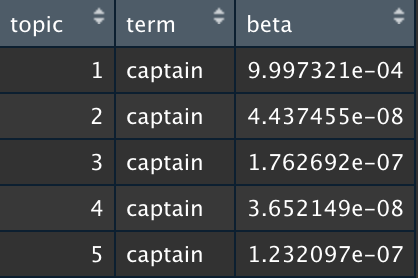 topic term beta
1 captain 9.997321e-04
2 captain 4.437455e-08
3 captain 1.762692e-07
4 captain 3.652149e-08
5 captain 1.232097e-07